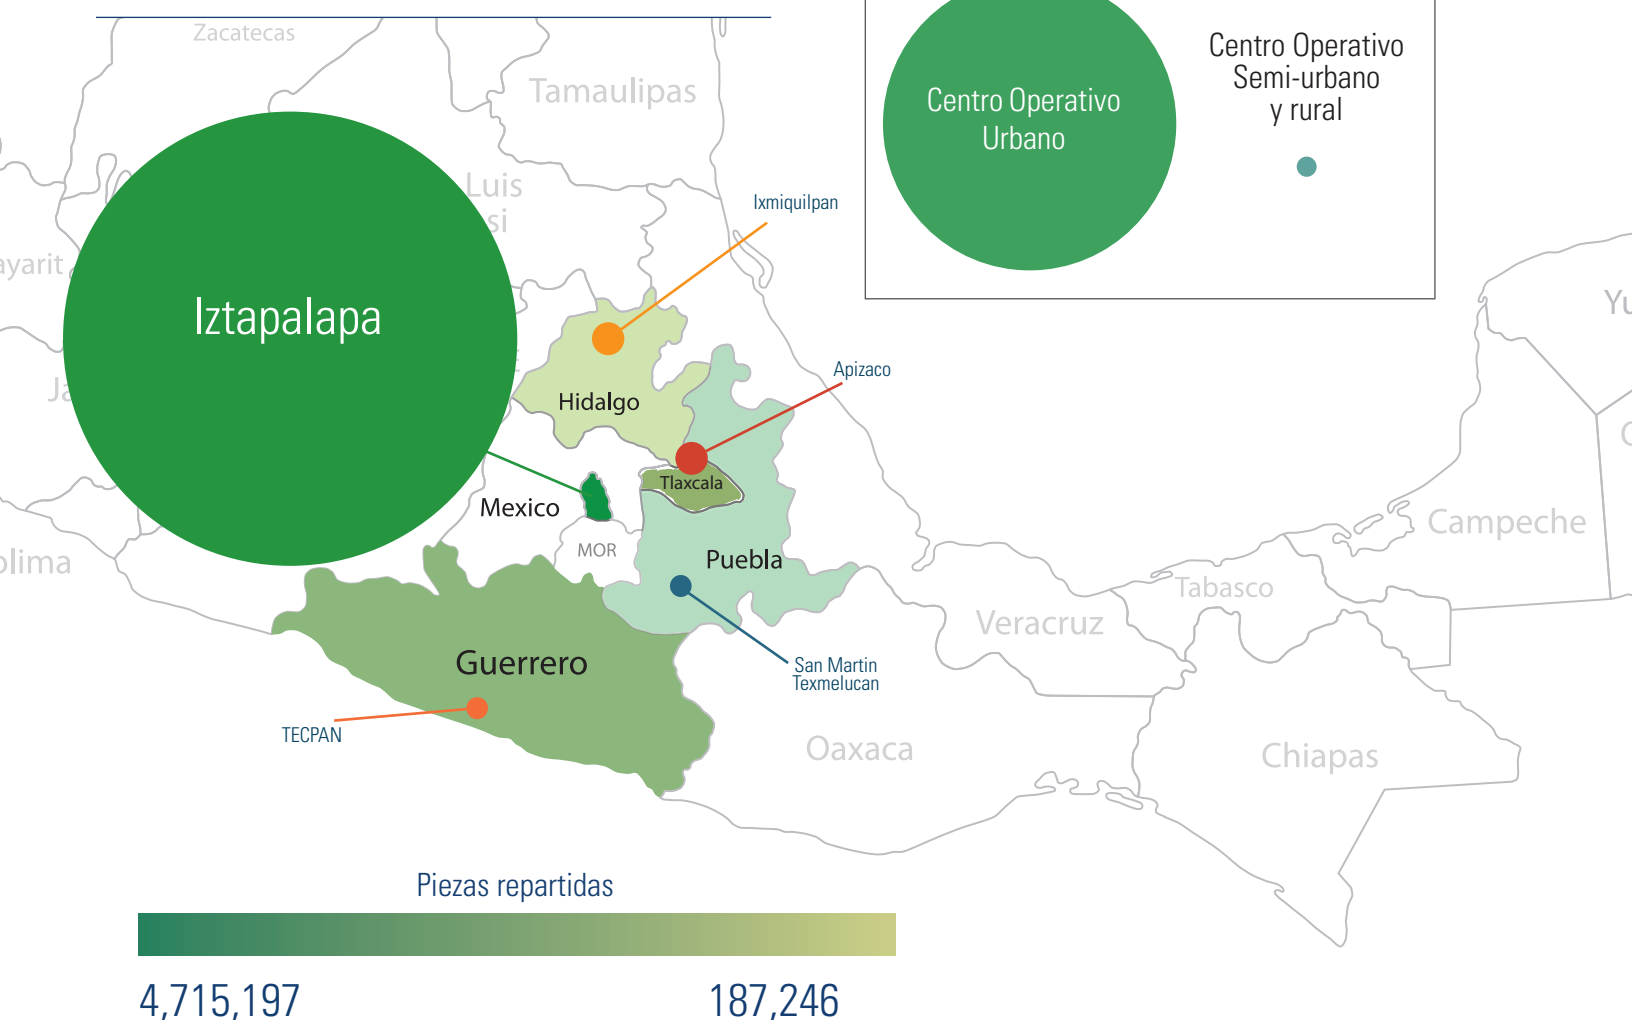 Zacatecas
Tamaulipas
Centro Operativo
Urbano
Centro Operativo
Semi-urbano
y rural
Luis
si
Ixmiquilpan
ayarit
Iztapalapa
Yu
Apizaco
Ja
Hidalgo
Tlaxcala
Mexico
Campeche
MOR
Puebla
olima
Tabasco
Veracruz
Guerrero
San Martin
Texmelucan
TECPAN
Oaxaca
Chiapas
Piezas repartidas
4,715,197
187,246